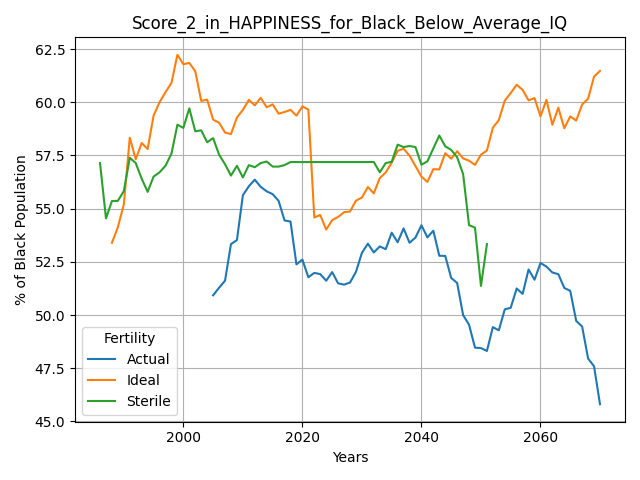 Score_2_in_HAPPINESS_for_Black_Below_Average_IQ
62.5
60.0
57.5
55.0
52.5
50.0
47.5
45.0
% of Black Population
Fertility
Actual
Ideal
Sterile
2000
2020
2040
2060
Years